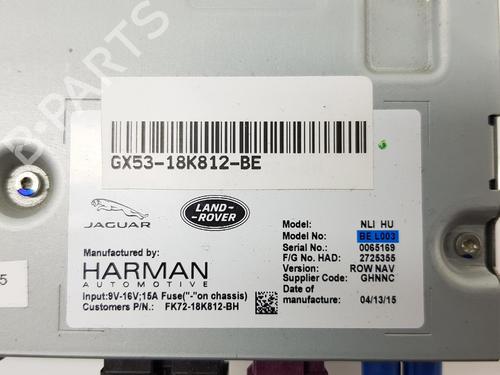 B-PARTS
GX53-18K812-BE
JAGUAR
LAND-
ROVER
Manufactured by:
HARMAN
AUTOMOTIVE
Input:9V-16V;15A Fuse("-"on chassis)
Customers P/N.: FK72-18K812-BH
Model: NLI HU
Model No: BE L003
Serial No.: 0065169
F/G No. HAD: 2725355
Version: ROW NAV
Supplier Code: GHNNC
Date of
manufacture: 04/13/15
5